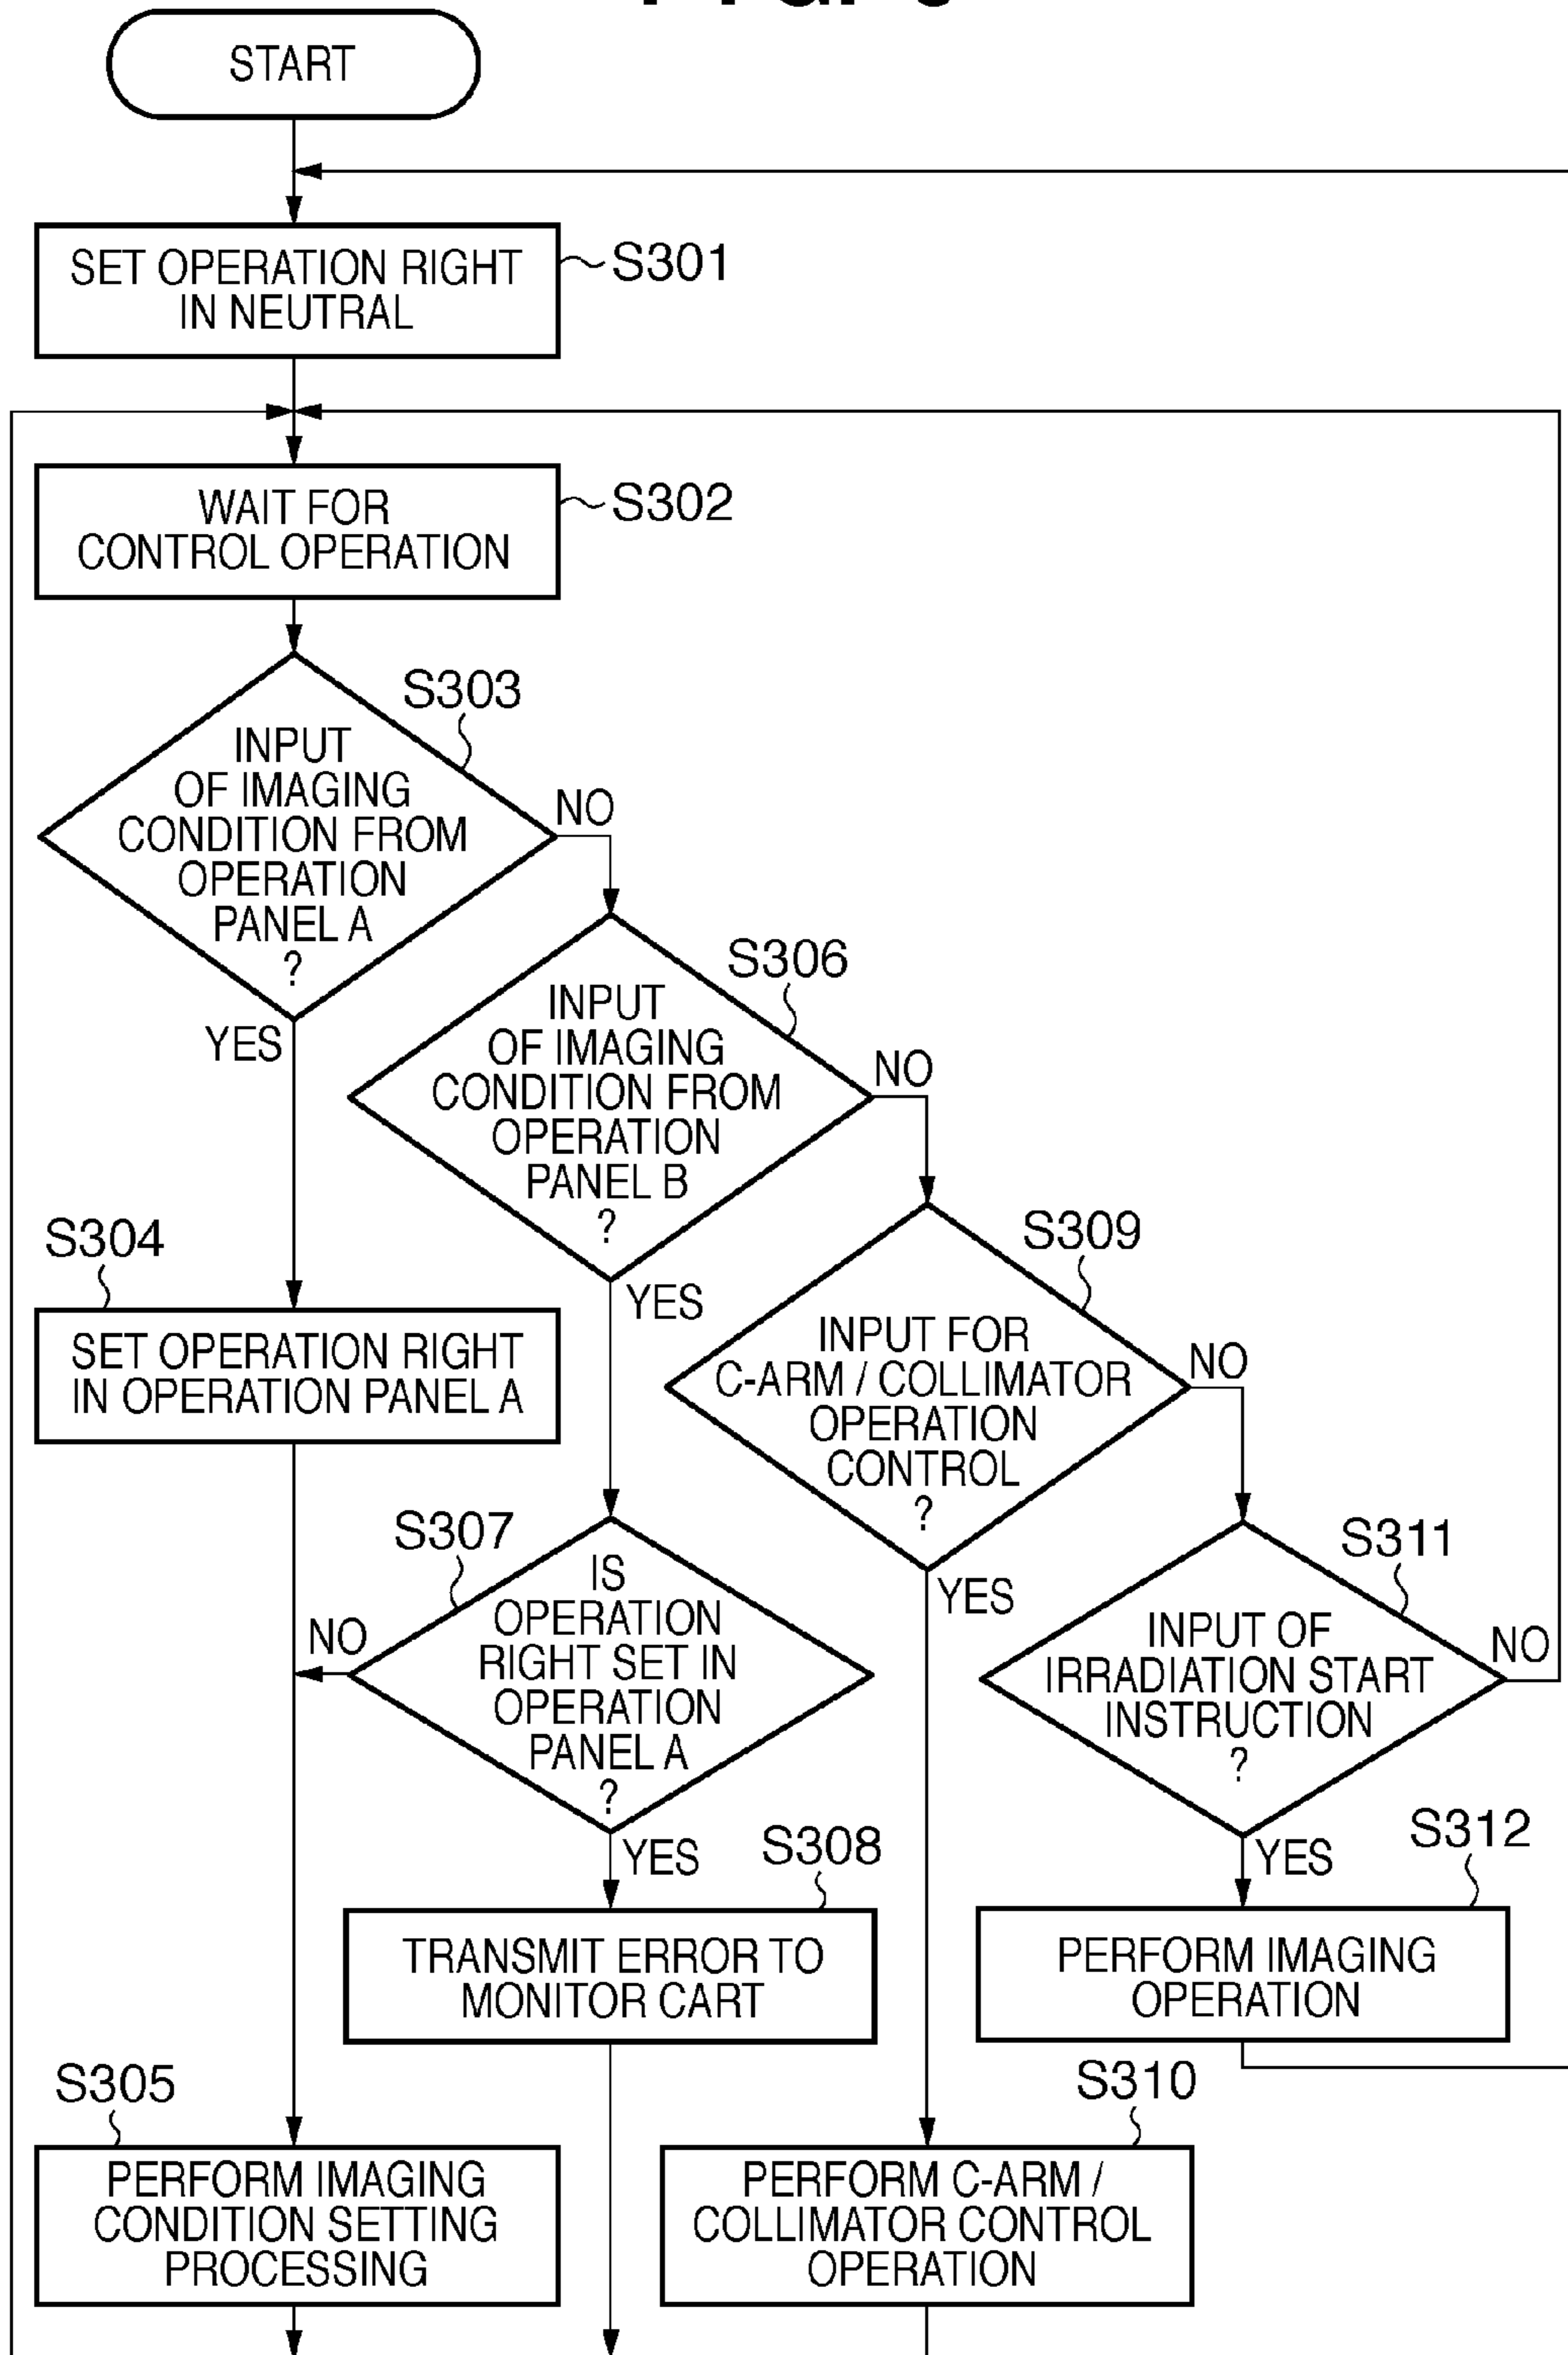 START
SET OPERATION RIGHT
IN NEUTRAL
S301
WAIT FOR
CONTROL OPERATION
S302
S303
INPUT
OF IMAGING
CONDITION FROM
OPERATION
PANEL A
?
NO
YES
S306
INPUT
OF IMAGING
CONDITION FROM
OPERATION
PANEL B
?
NO
YES
S304
SET OPERATION RIGHT
IN OPERATION PANEL A
S309
INPUT FOR
C-ARM / COLLIMATOR
OPERATION
CONTROL
?
NO
YES
S307
IS
OPERATION
RIGHT SET IN
OPERATION
PANEL A
?
NO
YES
S311
INPUT OF
IRRADIATION START
INSTRUCTION
?
NO
YES
S308
TRANSMIT ERROR TO
MONITOR CART
S312
PERFORM IMAGING
OPERATION
S305
PERFORM IMAGING
CONDITION SETTING
PROCESSING
S310
PERFORM C-ARM /
COLLIMATOR CONTROL
OPERATION